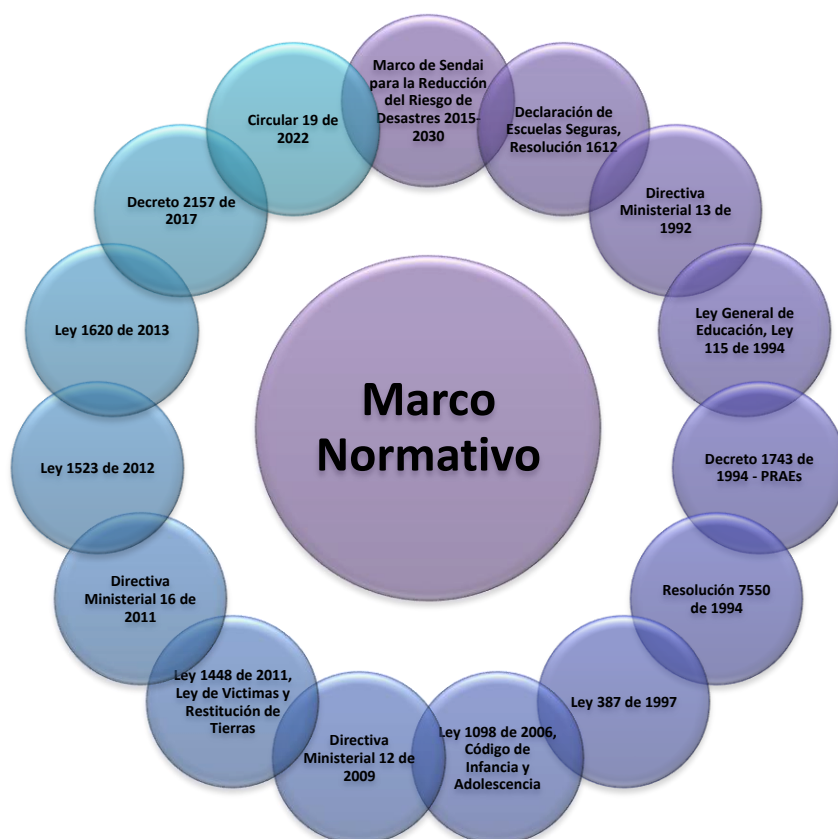 Marco de Sendai
para la Reducción
del Riesgo de
Desastres 2015-
2030
Declaración de
Escuelas Seguras,
Resolución 1612
Directiva
Ministerial 13 de
1992
Ley General de
Educación, Ley
115 de 1994
Decreto 1743 de
1994 - PRAEs
Resolución 7550
de 1994
Ley 387 de 1997
Ley 1098 de 2006,
Código de
Infancia y
Adolescencia
Directiva
Ministerial 12 de
2009
Ley 1448 de 2011,
Ley de Victimas y
Restitución de
Tierras
Directiva
Ministerial 16 de
2011
Ley 1523 de 2012
Ley 1620 de 2013
Decreto 2157 de
2017
Circular 19 de
2022
Marco
Normativo